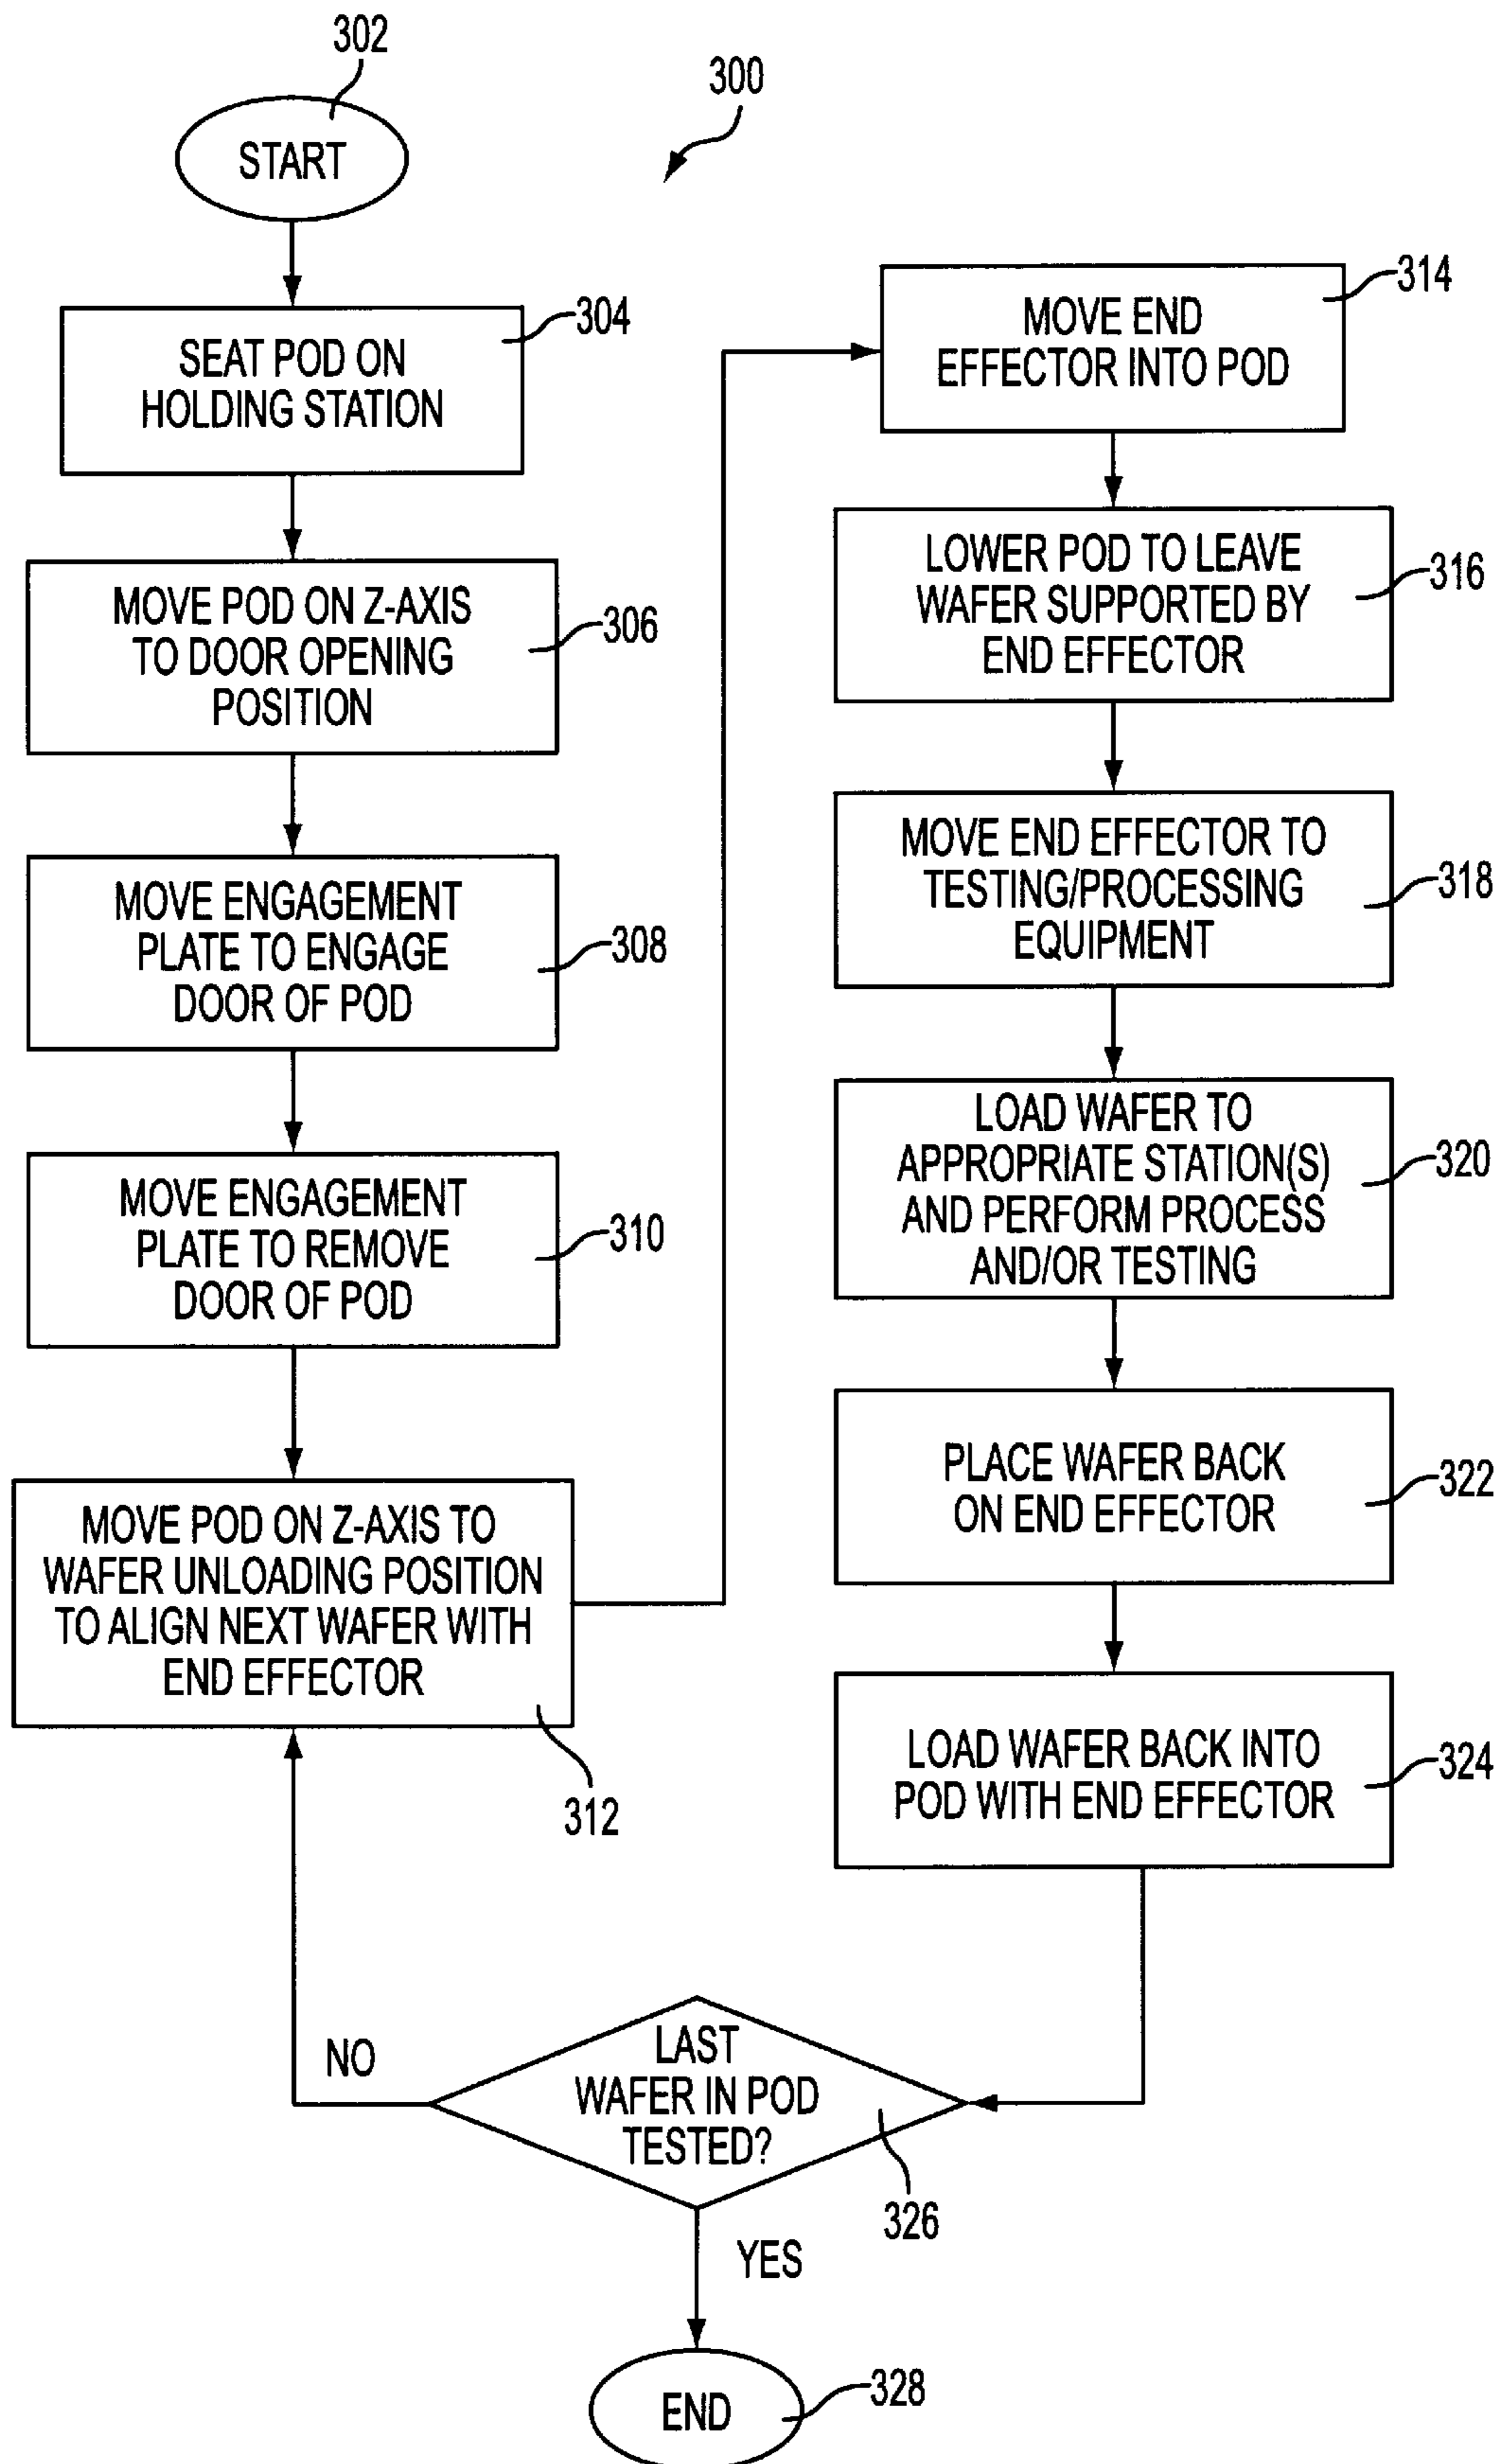 302
300
START
304
SEAT POD ON
HOLDING STATION
306
MOVE POD ON Z-AXIS
TO DOOR OPENING
POSITION
308
MOVE ENGAGEMENT
PLATE TO ENGAGE
DOOR OF POD
310
MOVE ENGAGEMENT
PLATE TO REMOVE
DOOR OF POD
MOVE POD ON Z-AXIS TO
WAFER UNLOADING POSITION
TO ALIGN NEXT WAFER WITH
END EFFECTOR
312
314
MOVE END
EFFECTOR INTO POD
316
LOWER POD TO LEAVE
WAFER SUPPORTED BY
END EFFECTOR
318
MOVE END EFFECTOR TO
TESTING/PROCESSING
EQUIPMENT
320
LOAD WAFER TO
APPROPRIATE STATION(S)
AND PERFORM PROCESS
AND/OR TESTING
322
PLACE WAFER BACK
ON END EFFECTOR
324
LOAD WAFER BACK INTO
POD WITH END EFFECTOR
NO
LAST
WAFER IN POD
TESTED?
326
YES
END
328